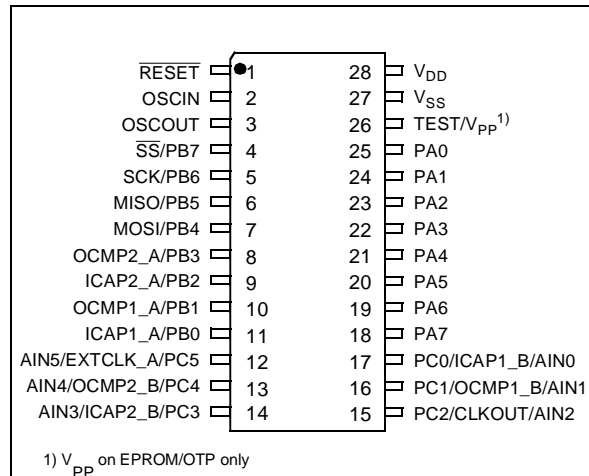 R̅E̅S̅E̅T̅ 1 28 VDD
OSCIN 2 27 VSS
OSCOUT 3 26 TEST/VPP1)
S̅S̅/PB7 4 25 PA0
SCK/PB6 5 24 PA1
MISO/PB5 6 23 PA2
MOSI/PB4 7 22 PA3
OCMP2_A/PB3 8 21 PA4
ICAP2_A/PB2 9 20 PA5
OCMP1_A/PB1 10 19 PA6
ICAP1_A/PB0 11 18 PA7
AIN5/EXTCLK_A/PC5 12 17 PC0/ICAP1_B/AIN0
AIN4/OCMP2_B/PC4 13 16 PC1/OCMP1_B/AIN1
AIN3/ICAP2_B/PC3 14 15 PC2/CLKOUT/AIN2
1) VPP on EPROM/OTP only